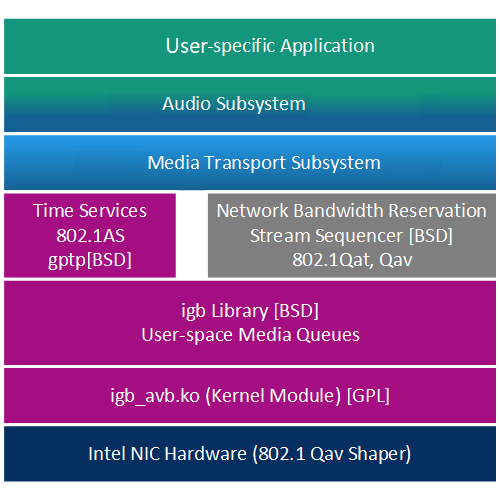 User-specific Application
Audio Subsystem
Media Transport Subsystem
Time Services
802.1AS
gptp[BSD]
Network Bandwidth Reservation
Stream Sequencer [BSD]
802.1Qat, Qav
igb Library [BSD]
User-space Media Queues
igb_avb.ko (Kernel Module) [GPL]
Intel NIC Hardware (802.1 Qav Shaper)